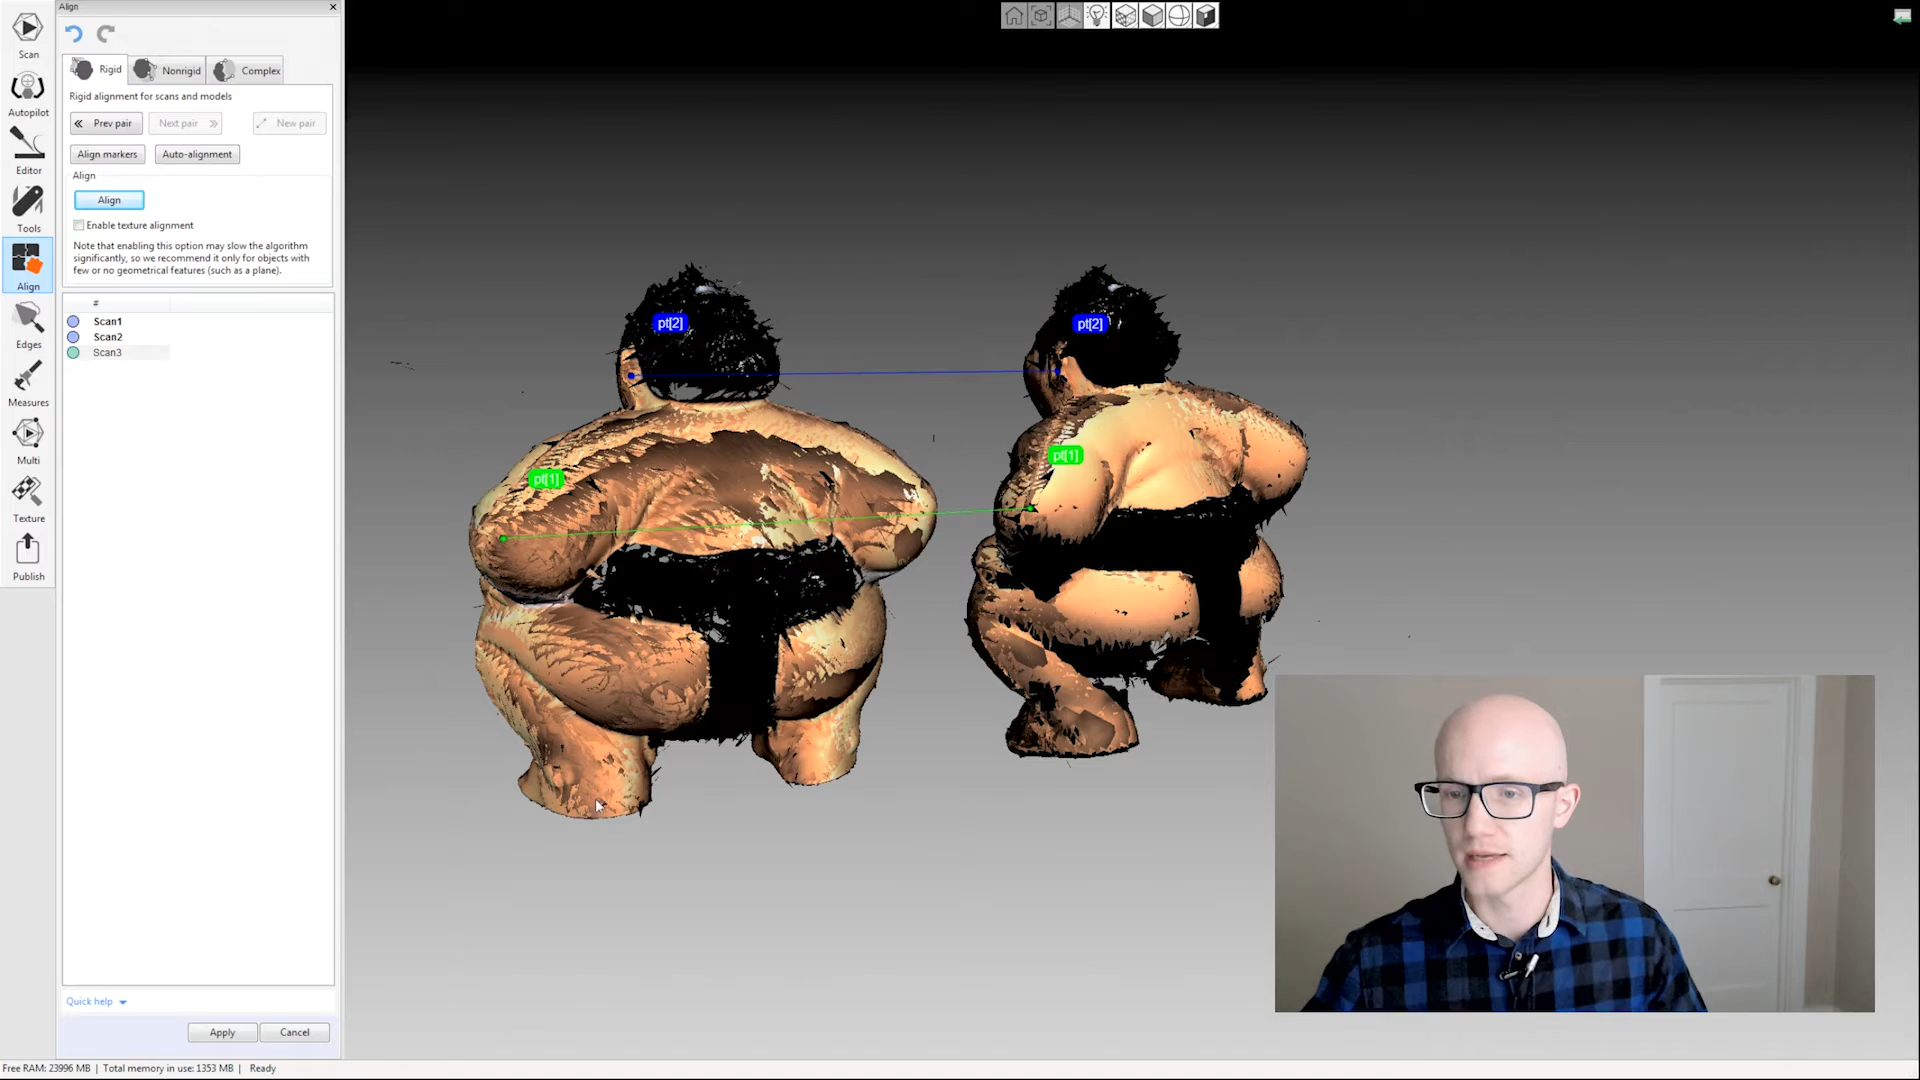 Align
Scan
Autopilot
Editor
Tools
Align
Edges
Measures
Multi
Texture
Publish
Rigid
Nonrigid
Complex
Rigid alignment for scans and models
Prev pair
Next pair
New pair
Align markers
Auto-alignment
Align
Align
Enable texture alignment
Note that enabling this option may slow the algorithm
significantly, so we recommend it only for objects with
few or no geometrical features (such as a plane).
#
Scan1
Scan2
Scan3
pt[2]
pt[2]
pt[1]
pt[1]
Quick help
Apply
Cancel
Free RAM: 23996 MB | Total memory in use: 1353 MB | Ready